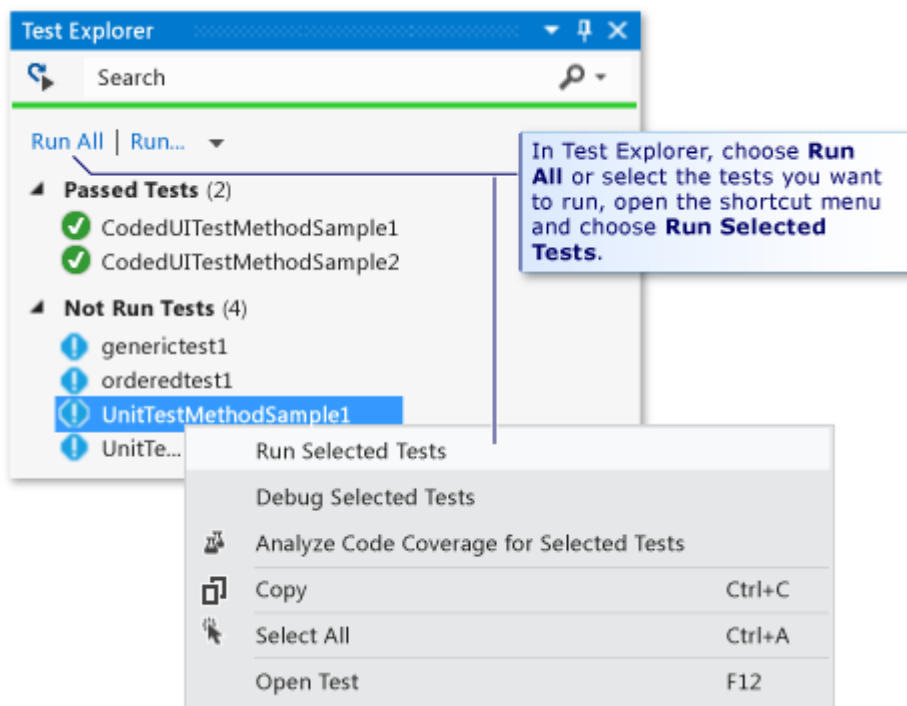 Test Explorer
Search
Run All | Run...
In Test Explorer, choose Run
All or select the tests you want
to run, open the shortcut menu
and choose Run Selected
Tests.
Passed Tests (2)
CodedUITestMethodSample1
CodedUITestMethodSample2
Not Run Tests (4)
generictest1
orderedtest1
UnitTestMethodSample1
UnitTe...
Run Selected Tests
Debug Selected Tests
Analyze Code Coverage for Selected Tests
Copy Ctrl+C
Select All Ctrl+A
Open Test F12